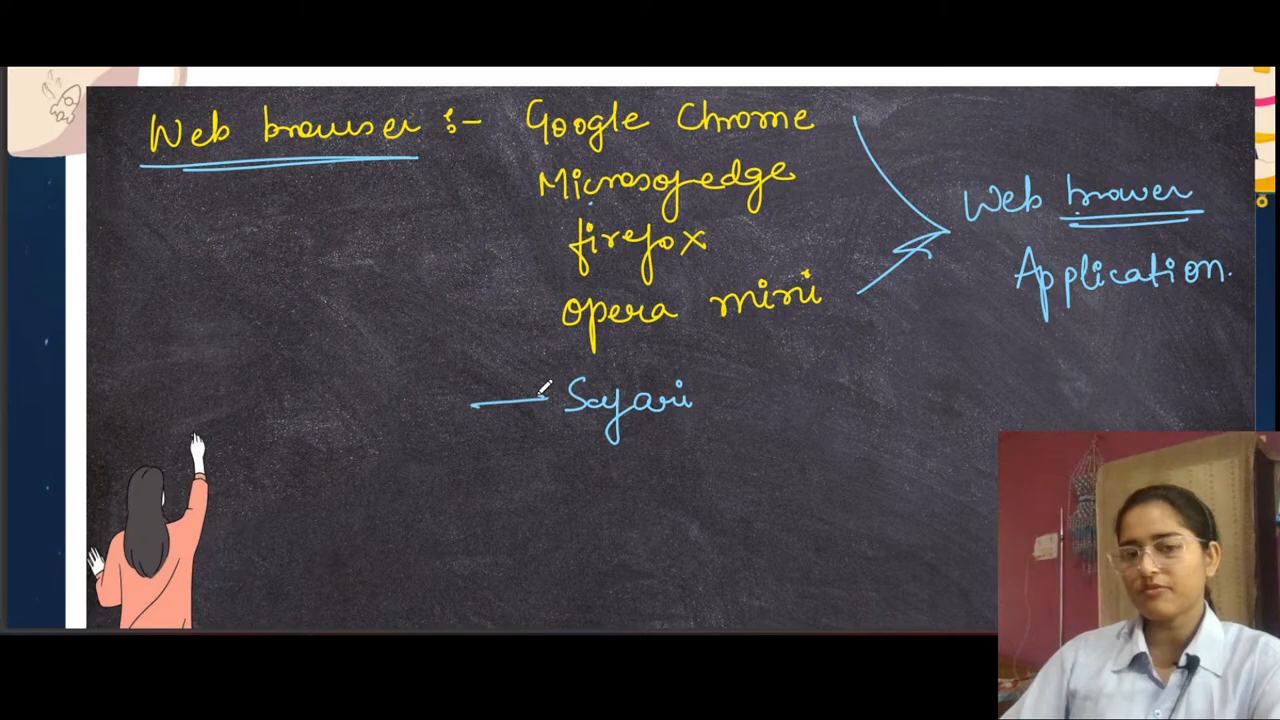 Web browser :- Google Chrome
Microsofedge
firefox
opera mini
Safari
Web brower
Application.